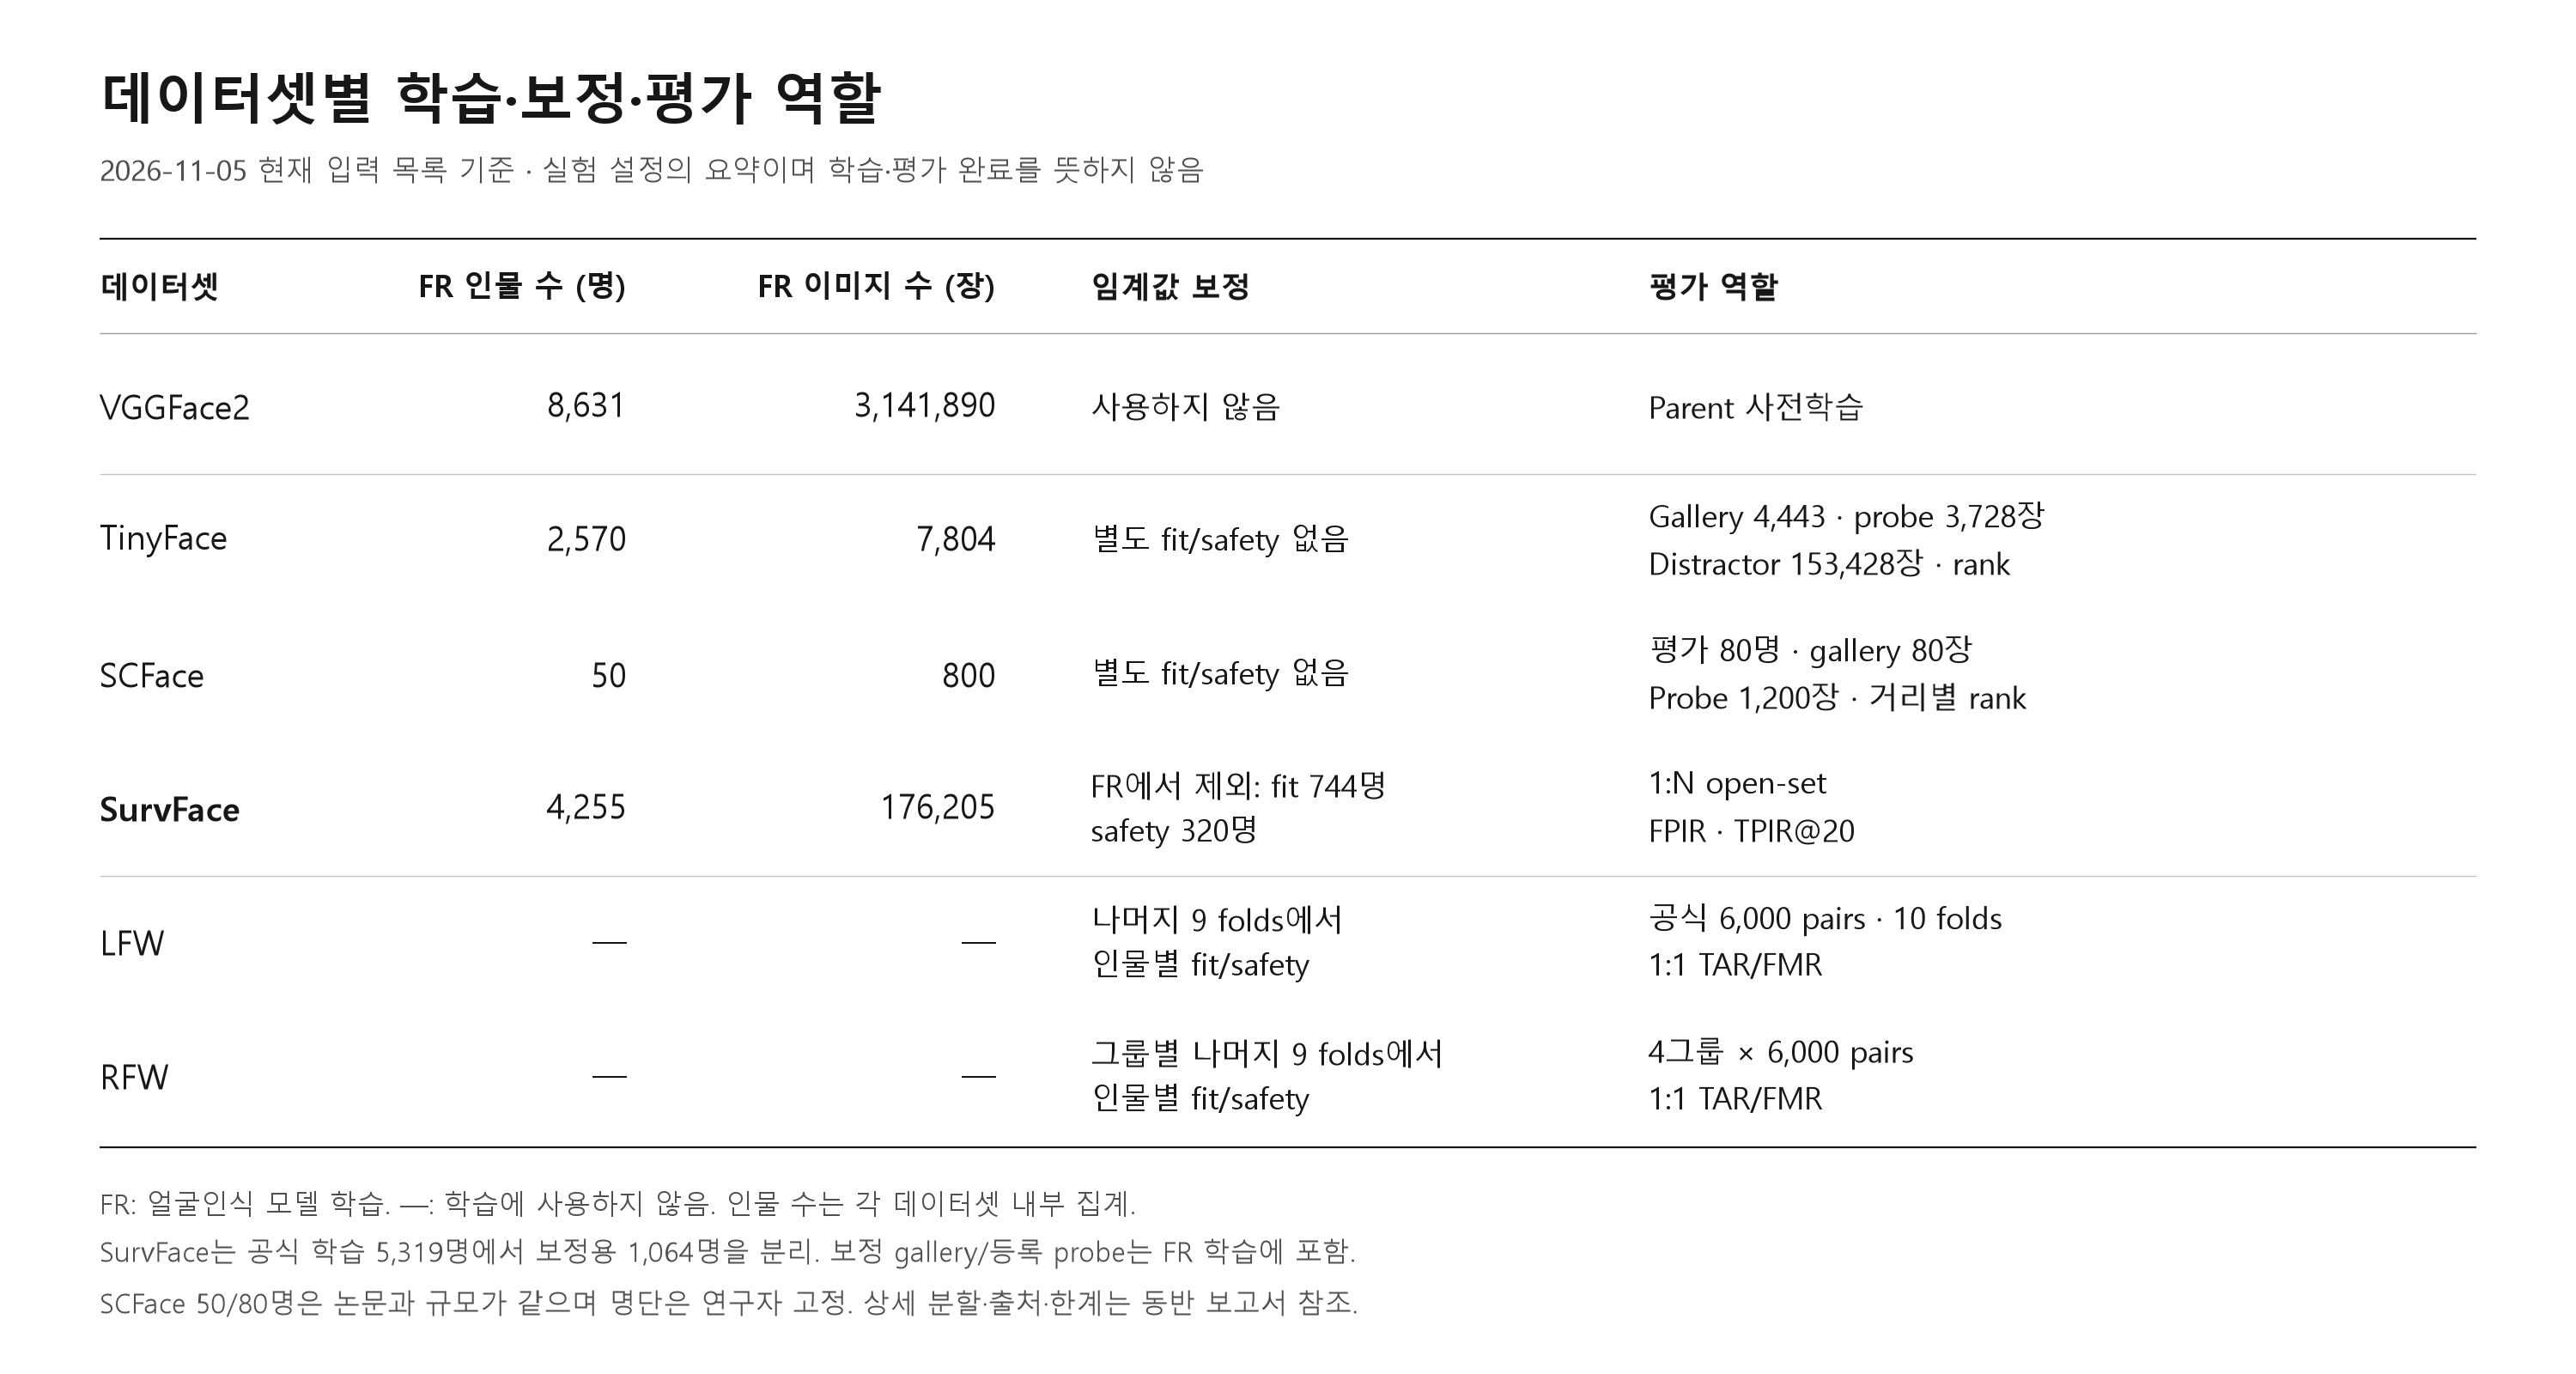 데이터셋별 학습·보정·평가 역할
2026-11-05 현재 입력 목록 기준 · 실험 설정의 요약이며 학습·평가 완료를 뜻하지 않음
데이터셋 FR 인물 수 (명) FR 이미지 수 (장) 임계값 보정 평가 역할
VGGFace2 8,631 3,141,890 사용하지 않음 Parent 사전학습
TinyFace 2,570 7,804 별도 fit/safety 없음 Gallery 4,443 · probe 3,728장
Distractor 153,428장 · rank
SCFace 50 800 별도 fit/safety 없음 평가 80명 · gallery 80장
Probe 1,200장 · 거리별 rank
SurvFace 4,255 176,205 FR에서 제외: fit 744명 1:N open-set
safety 320명 FPIR · TPIR@20
LFW — — 나머지 9 folds에서 공식 6,000 pairs · 10 folds
인물별 fit/safety 1:1 TAR/FMR
RFW — — 그룹별 나머지 9 folds에서 4그룹 × 6,000 pairs
인물별 fit/safety 1:1 TAR/FMR
FR: 얼굴인식 모델 학습. —: 학습에 사용하지 않음. 인물 수는 각 데이터셋 내부 집계.
SurvFace는 공식 학습 5,319명에서 보정용 1,064명을 분리. 보정 gallery/등록 probe는 FR 학습에 포함.
SCFace 50/80명은 논문과 규모가 같으며 명단은 연구자 고정. 상세 분할·출처·한계는 동반 보고서 참조.